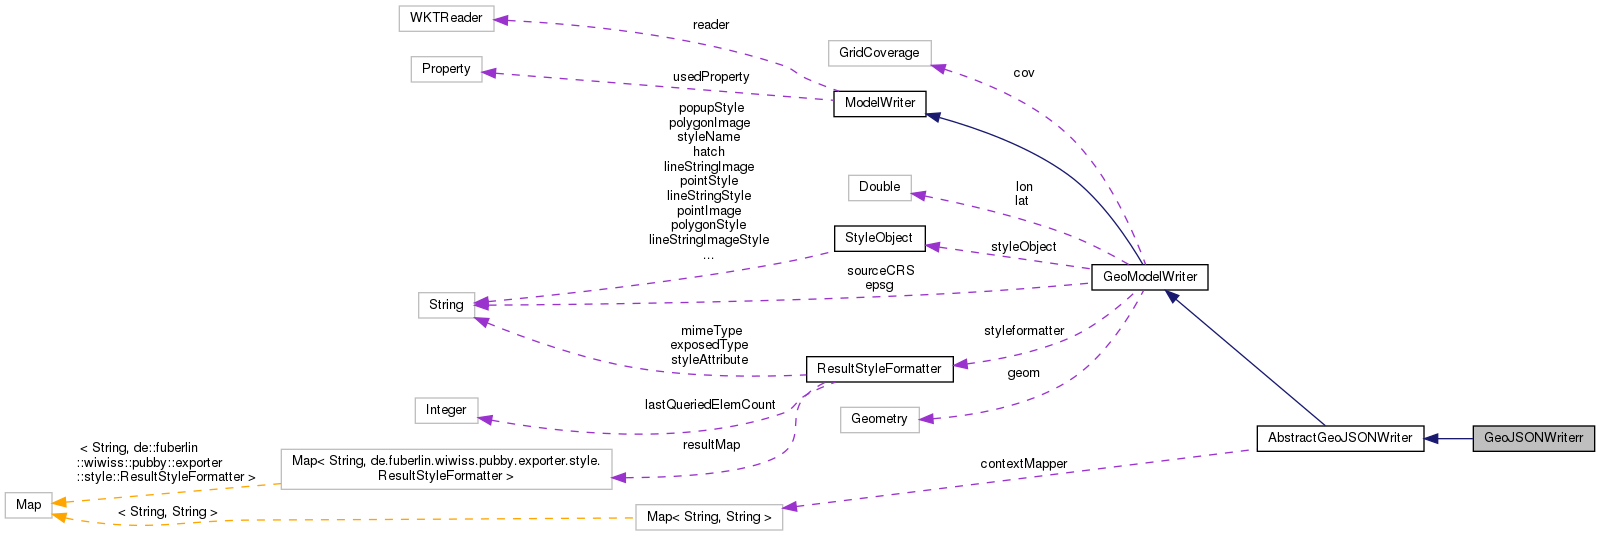 WKTReader
reader
GridCoverage
Property
usedProperty
cov
ModelWriter
popupStyle
polygonImage
styleName
hatch
lineStringImage
pointStyle
lineStringStyle
pointImage
polygonStyle
lineStringImageStyle
...
Double
lon
lat
StyleObject
styleObject
GeoModelWriter
sourceCRS
epsg
String
mimeType
exposedType
styleAttribute
styleformatter
ResultStyleFormatter
geom
Integer
lastQueriedElemCount
Geometry
AbstractGeoJSONWriter
GeoJSONWriterr
resultMap
< String, de::fuberlin
::wiwiss::pubby::exporter
::style::ResultStyleFormatter >
Map< String, de.fuberlin.wiwiss.pubby.exporter.style.
ResultStyleFormatter >
contextMapper
Map
< String, String >
Map< String, String >